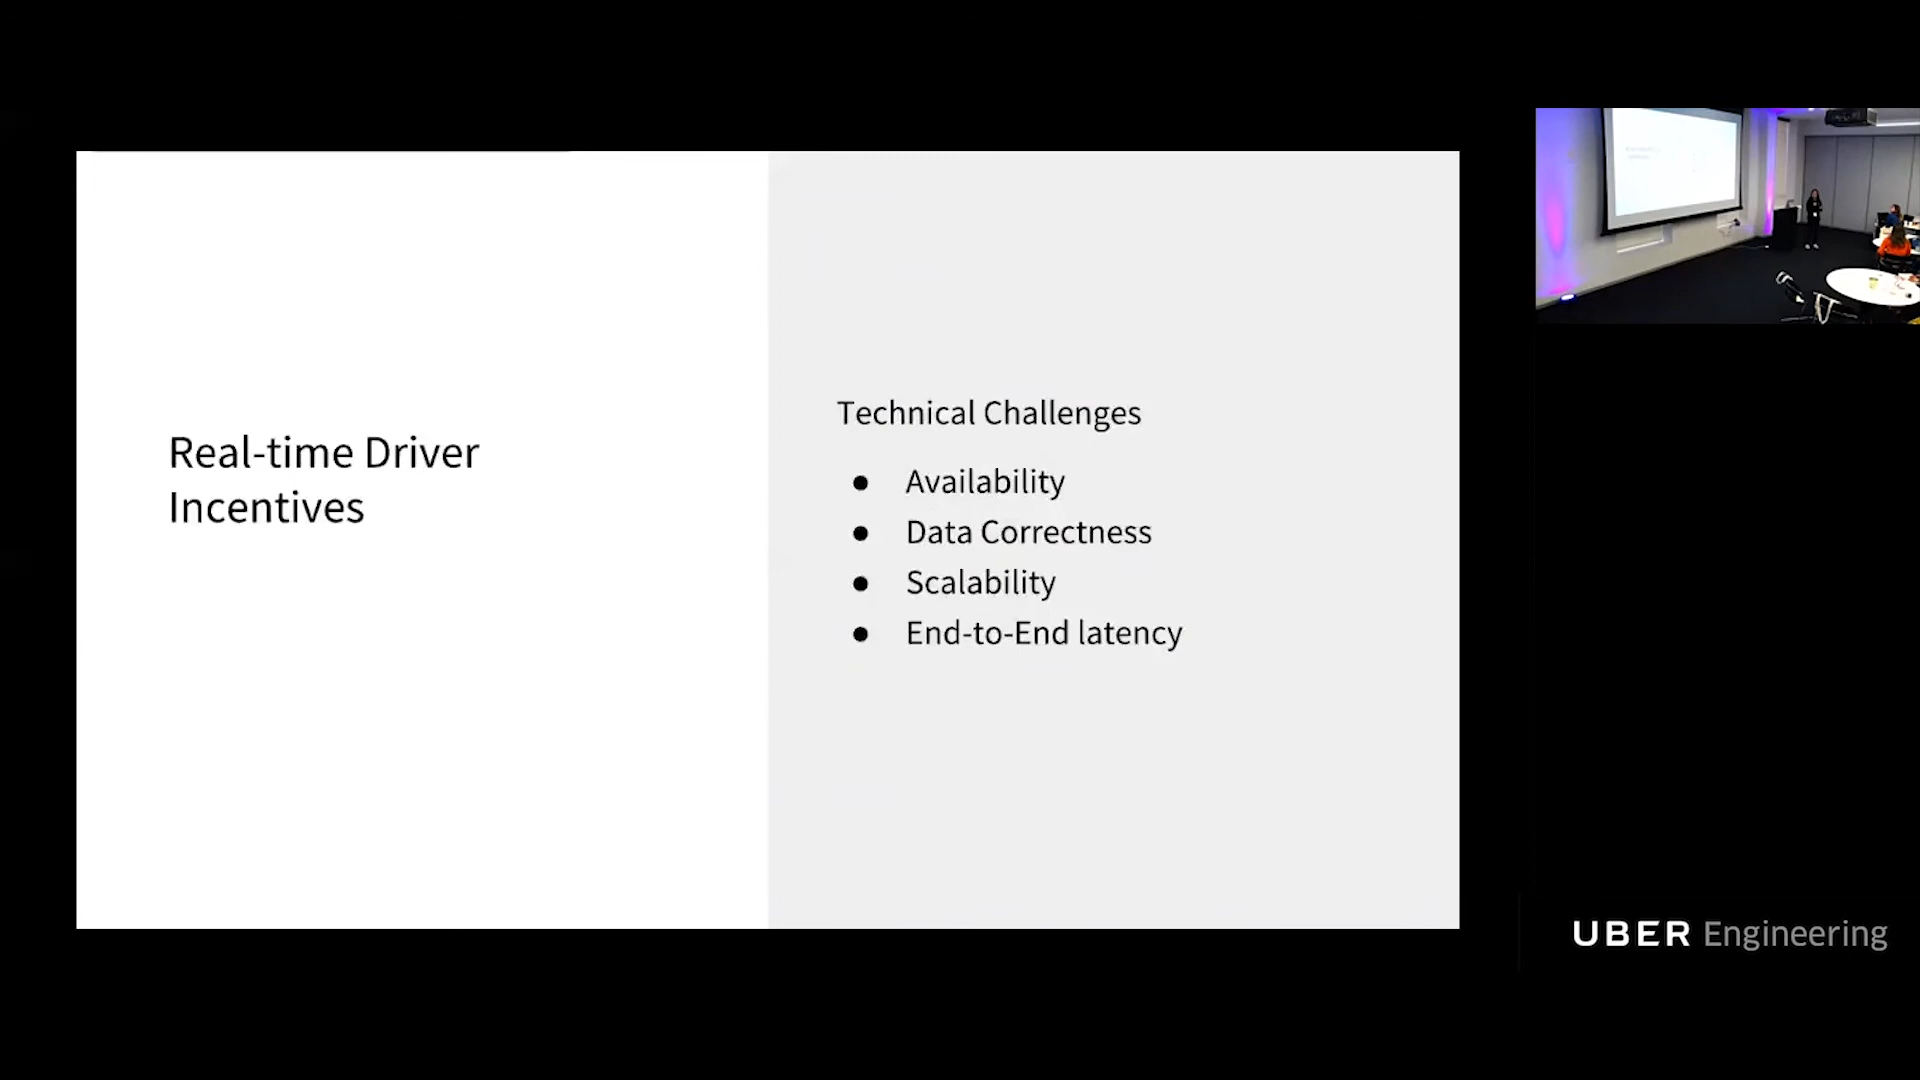 Real-time Driver
Incentives
Technical Challenges
● Availability
● Data Correctness
● Scalability
● End-to-End latency
UBER Engineering